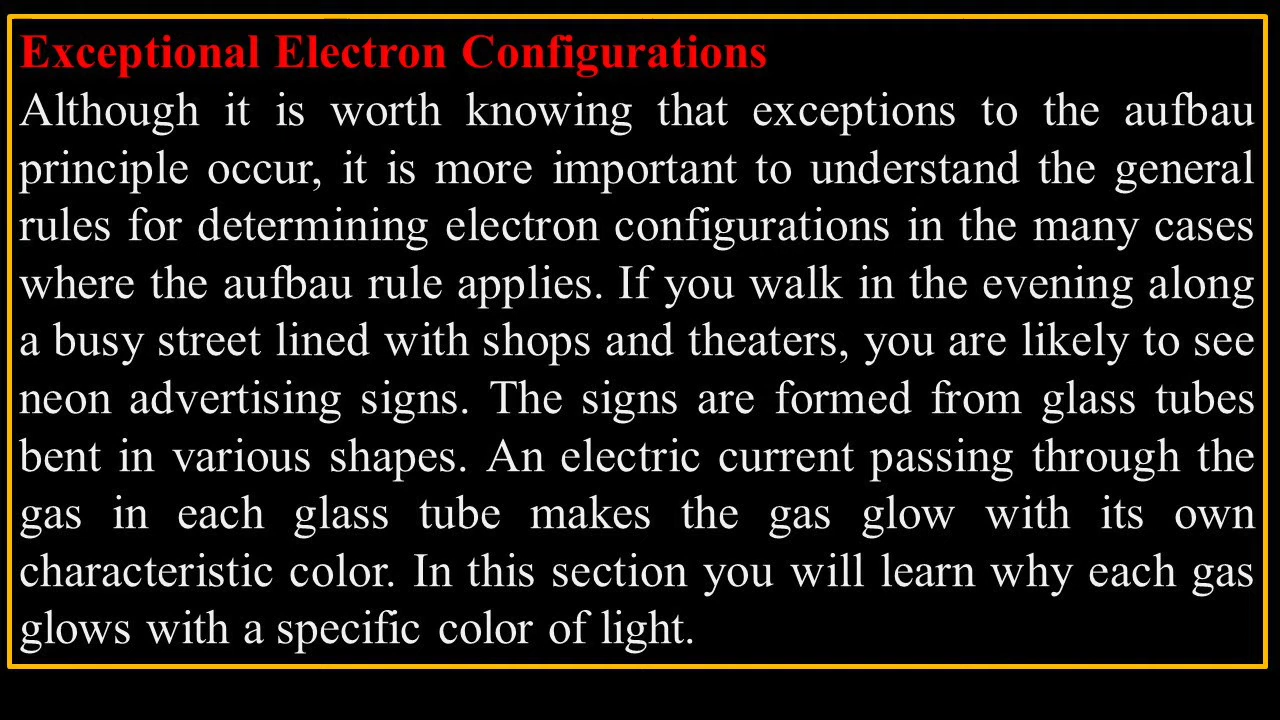 Exceptional Electron Configurations
Although it is worth knowing that exceptions to the aufbau
principle occur, it is more important to understand the general
rules for determining electron configurations in the many cases
where the aufbau rule applies. If you walk in the evening along
a busy street lined with shops and theaters, you are likely to see
neon advertising signs. The signs are formed from glass tubes
bent in various shapes. An electric current passing through the
gas in each glass tube makes the gas glow with its own
characteristic color. In this section you will learn why each gas
glows with a specific color of light.